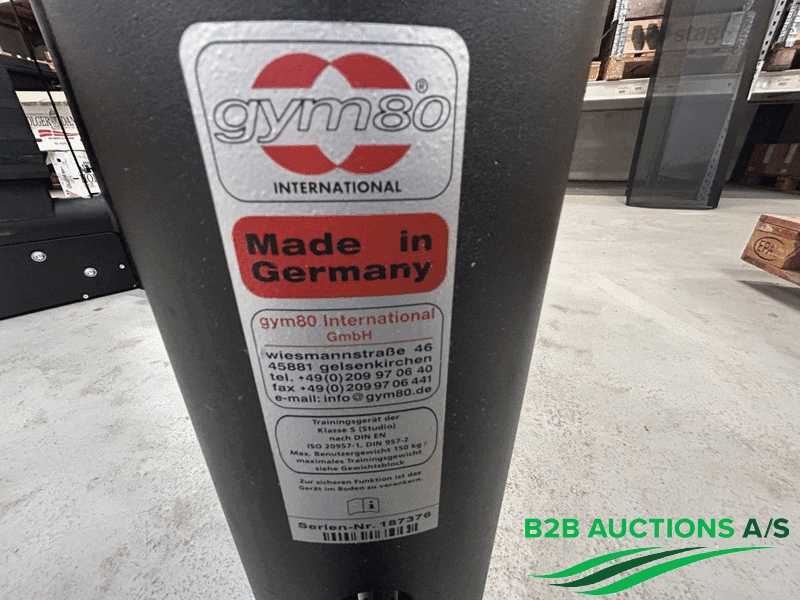 gym80®
INTERNATIONAL
Made in
Germany
gym80 International
GmbH
wiesmannstraße 46
45881 gelsenkirchen
tel. +49(0)209 97 06 40
fax +49(0)209 97 06 441
e-mail: info@gym80.de
Trainingsgerät der
Klasse S (Studio)
nach DIN EN
ISO 20957-1, DIN 957-2
Max. Benutzergewicht 150 kg /
maximales Trainingsgewicht
siehe Gewichtsblock
Zur sicheren Funktion ist das
Gerät im Boden zu verankern.
Serien-Nr. 187376
EPA
B2B AUCTIONS A/S